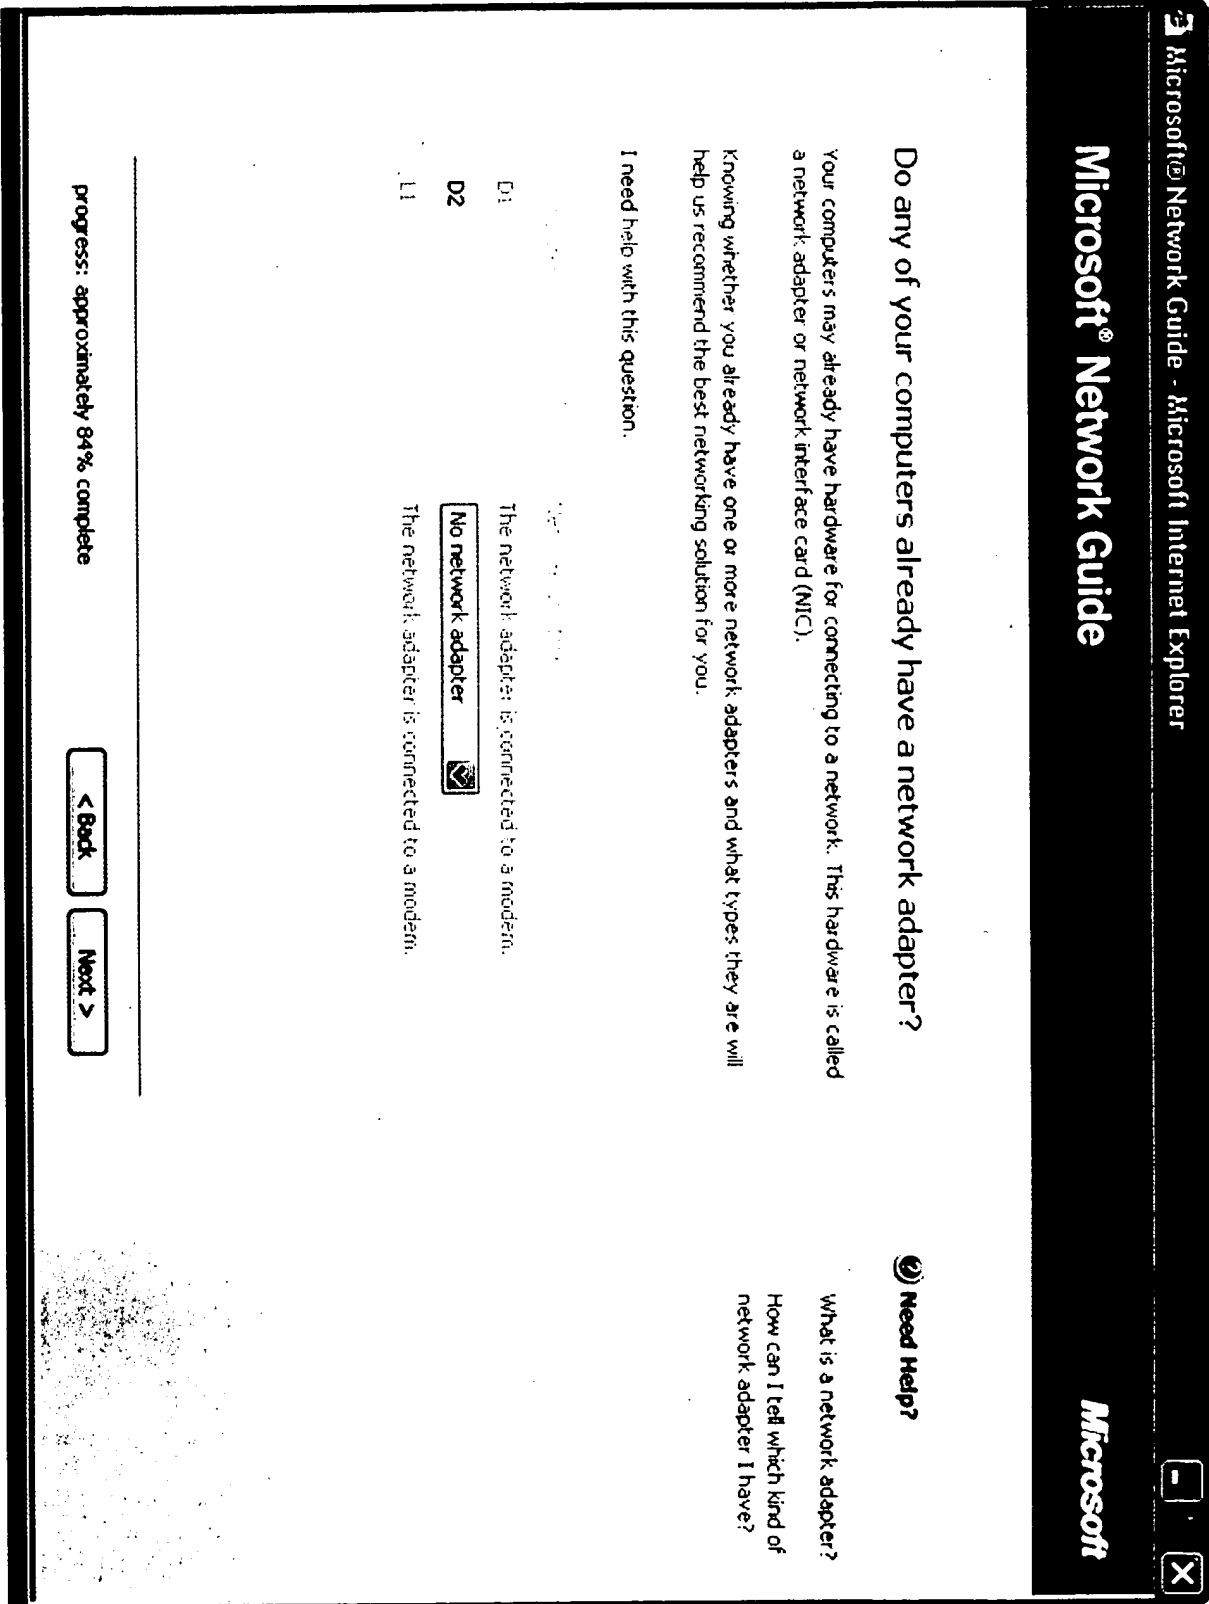 Microsoft® Network Guide - Microsoft Internet Explorer
Microsoft® Network Guide
Microsoft
Do any of your computers already have a network adapter?
Your computers may already have hardware for connecting to a network. This hardware is called
a network adapter or network interface card (NIC).
Knowing whether you already have one or more network adapters and what types they are will
help us recommend the best networking solution for you.
I need help with this question.
D1 The network adapter is connected to a modem.
D2 No network adapter
L1 The network adapter is connected to a modem.
progress: approximately 84% complete
< Back Next >
Need Help?
What is a network adapter?
How can I tell which kind of
network adapter I have?